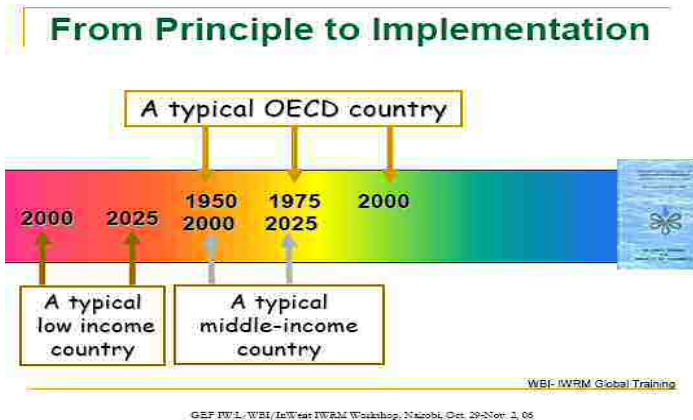 From Principle to Implementation
A typical OECD country
1950 1975 2000
2000 2025 2000 2025
A typical
low income
country
A typical
middle-income
country
WBI- IWRM Global Training
GEF IW:L-WBI/InWent IWRM Workshop, Nairobi, Oct. 29-Nov. 2, 06